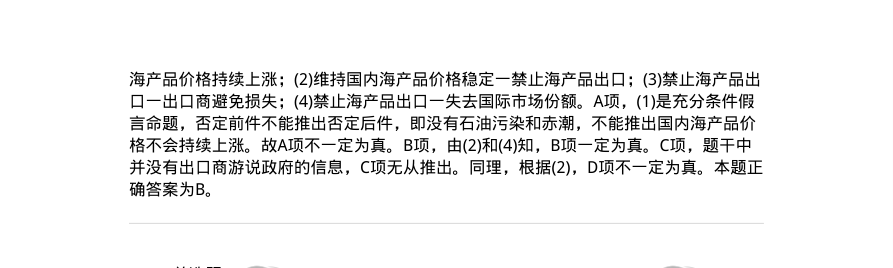 海产品价格持续上涨；(2)维持国内海产品价格稳定一禁止海产品出口；(3)禁止海产品出
口一出口商避免损失；(4)禁止海产品出口一失去国际市场份额。A项，(1)是充分条件假
言命题，否定前件不能推出否定后件，即没有石油污染和赤潮，不能推出国内海产品价
格不会持续上涨。故A项不一定为真。B项，由(2)和(4)知，B项一定为真。C项，题干中
并没有出口商游说政府的信息，C项无从推出。同理，根据(2)，D项不一定为真。本题正
确答案为B。